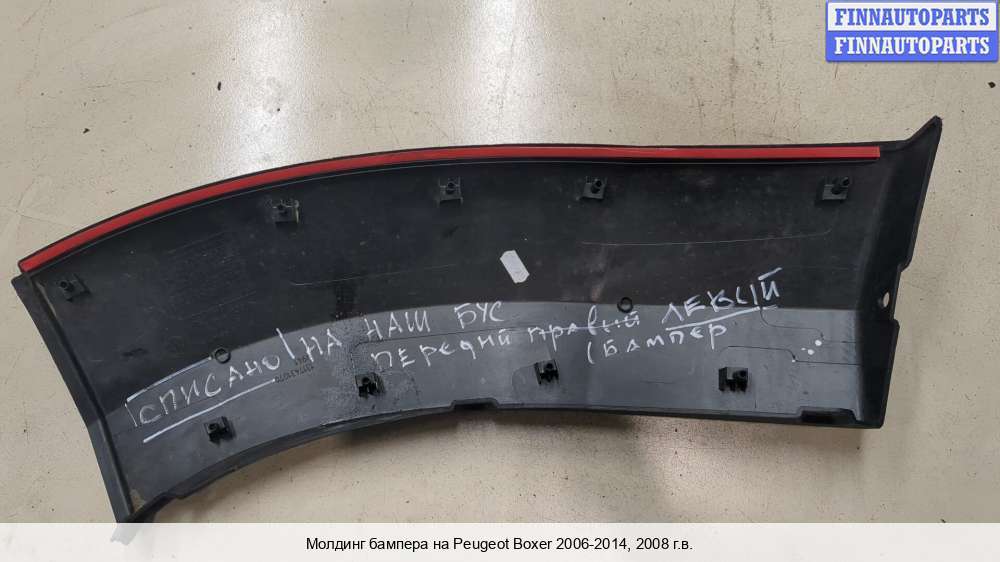 FINNAUTOPARTS
FINNAUTOPARTS
СПИСАНО НА НАШ БУС
ПЕРЕДНИЙ правый ЛЕВЫЙ
(БАМПЕР
Молдинг бампера на Peugeot Boxer 2006-2014, 2008 г.в.